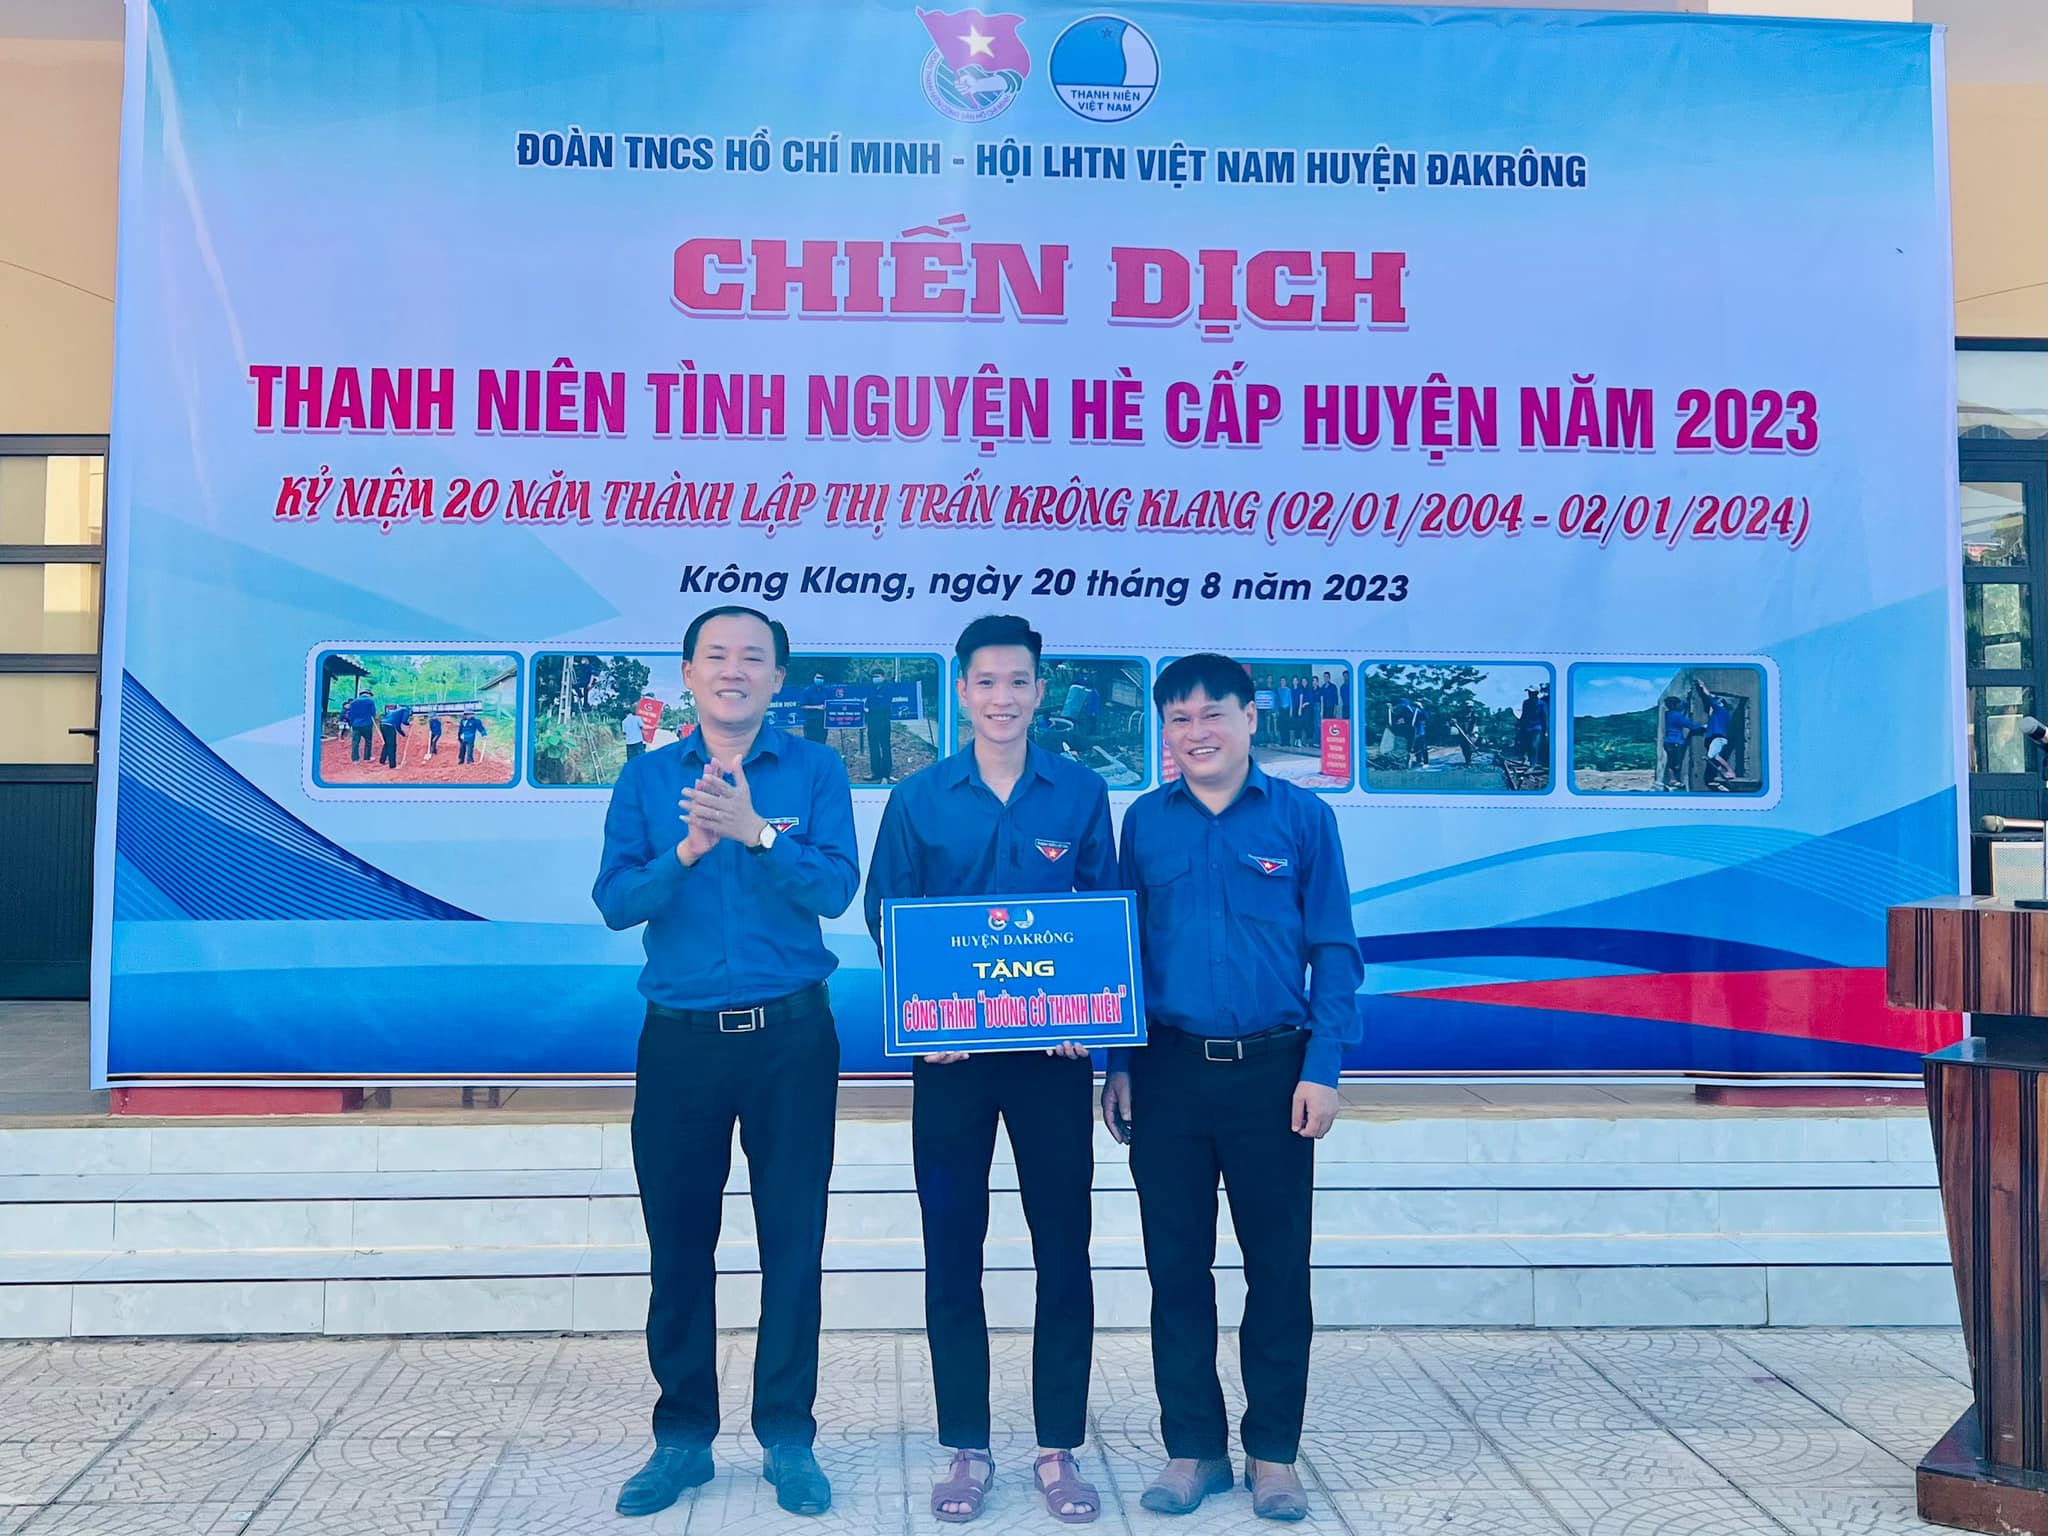 THANH NIÊN
VIỆT NAM
ĐOÀN TNCS HỒ CHÍ MINH - HỘI LHTN VIỆT NAM HUYỆN ĐAKRÔNG
CHIẾN DỊCH
THANH NIÊN TÌNH NGUYỆN HÈ CẤP HUYỆN NĂM 2023
KỶ NIỆM 20 NĂM THÀNH LẬP THỊ TRẤN KRÔNG KLANG (02/01/2004 - 02/01/2024)
Krông Klang, ngày 20 tháng 8 năm 2023
HUYỆN DAKRÔNG
TẶNG
CÔNG TRÌNH "ĐƯỜNG CỜ THANH NIÊN"